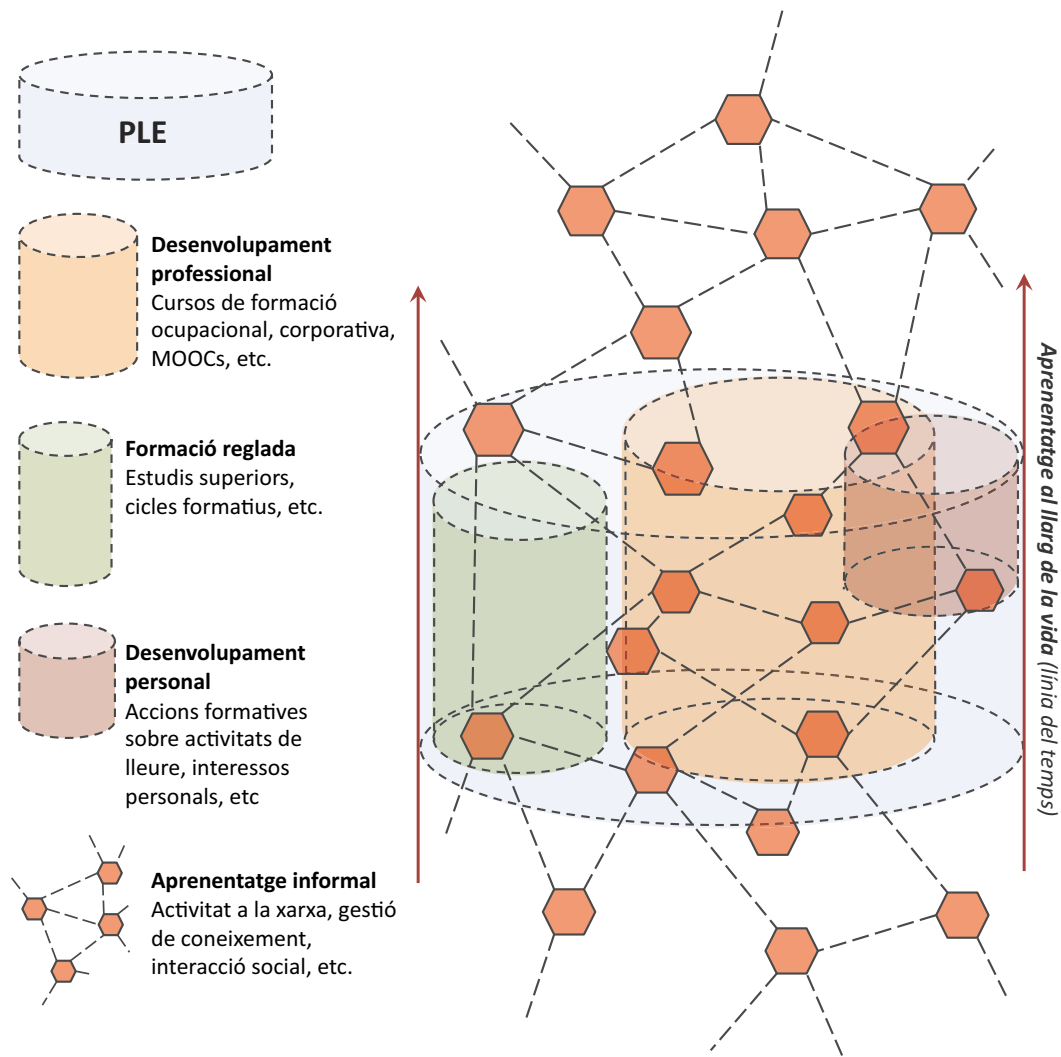 PLE
Desenvolupament
professional
Cursos de formació
ocupacional, corporativa,
MOOCs, etc.
Formació reglada
Estudis superiors,
cicles formatius, etc.
Desenvolupament
personal
Accions formatives
sobre activitats de
lleure, interessos
personals, etc
Aprenentatge informal
Activitat a la xarxa, gestió
de coneixement,
interacció social, etc.
Aprenentatge al llarg de la vida (línia del temps)